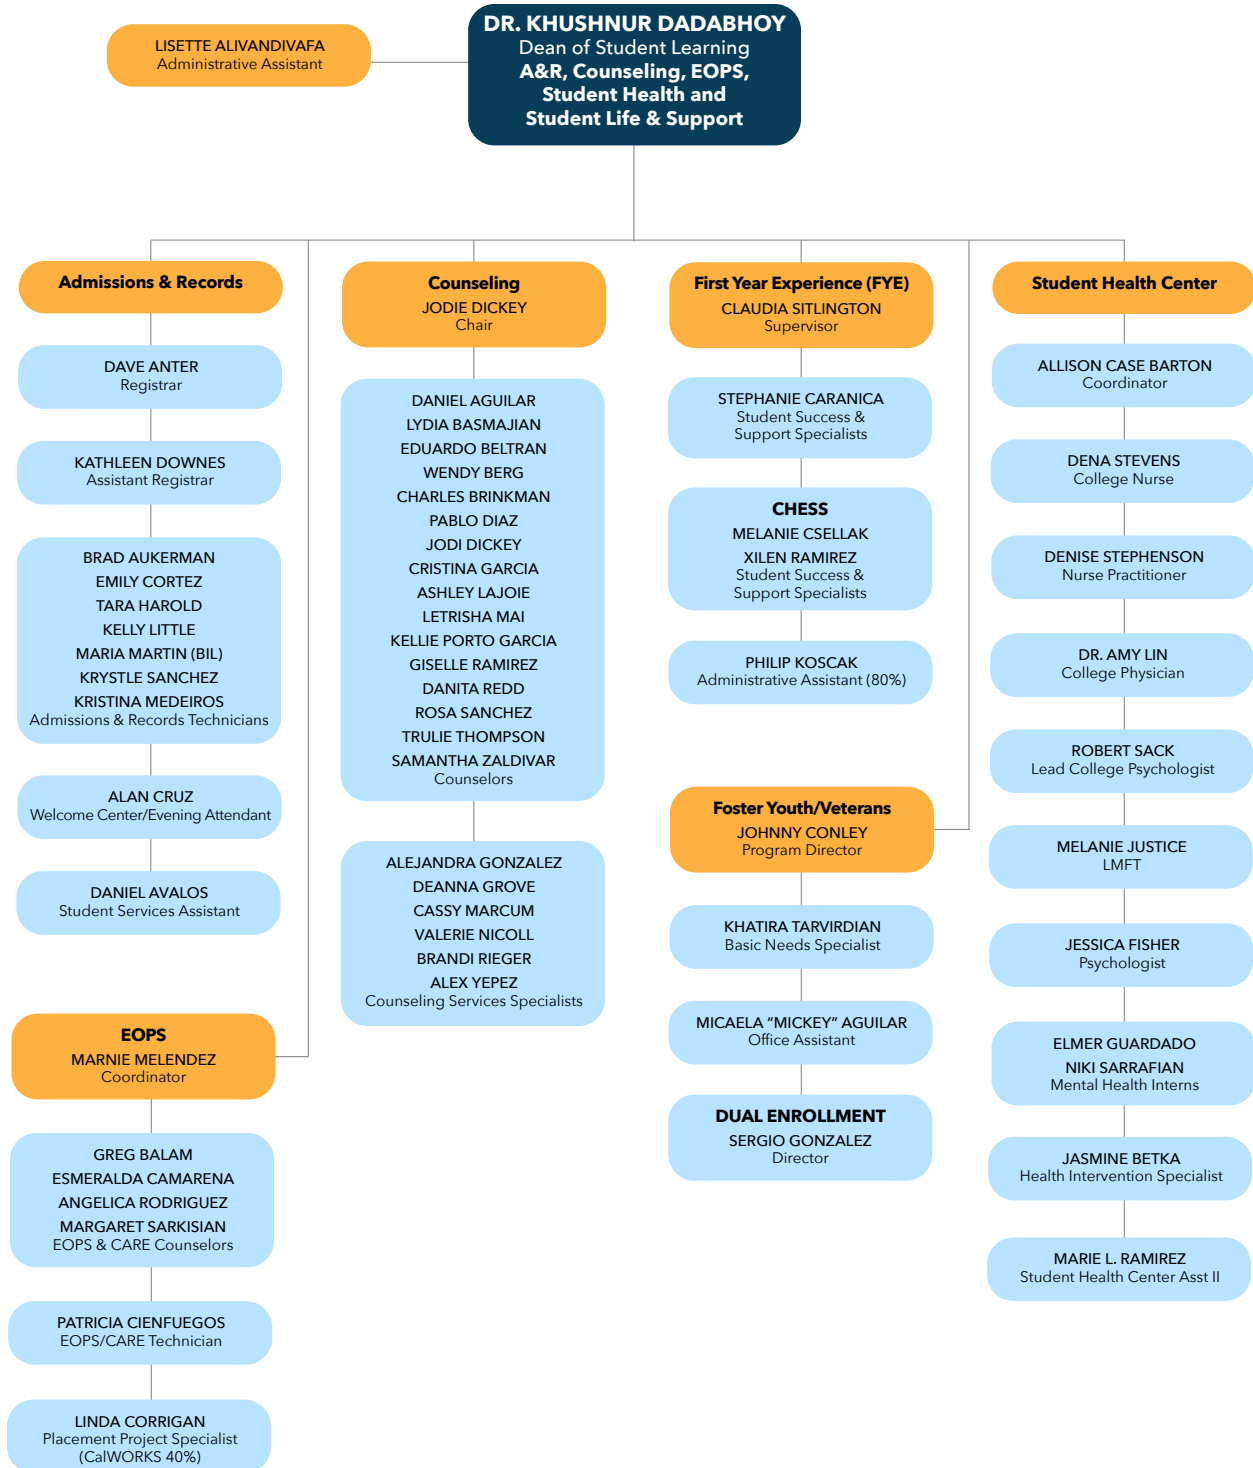 DR. KHUSHNUR DADABHOY
Dean of Student Learning
A&R, Counseling, EOPS,
Student Health and
Student Life & Support
LISETTE ALIVANDIVAFA
Administrative Assistant
Admissions & Records
DAVE ANTER
Registrar
KATHLEEN DOWNES
Assistant Registrar
BRAD AUKERMAN
EMILY CORTEZ
TARA HAROLD
KELLY LITTLE
MARIA MARTIN (BIL)
KRYSTLE SANCHEZ
KRISTINA MEDEIROS
Admissions & Records Technicians
ALAN CRUZ
Welcome Center/Evening Attendant
DANIEL AVALOS
Student Services Assistant
EOPS
MARNIE MELENDEZ
Coordinator
GREG BALAM
ESMERALDA CAMARENA
ANGELICA RODRIGUEZ
MARGARET SARKISIAN
EOPS & CARE Counselors
PATRICIA CIENFUEGOS
EOPS/CARE Technician
LINDA CORRIGAN
Placement Project Specialist
(CalWORKS 40%)
Counseling
JODIE DICKEY
Chair
DANIEL AGUILAR
LYDIA BASMAJIAN
EDUARDO BELTRAN
WENDY BERG
CHARLES BRINKMAN
PABLO DIAZ
JODI DICKEY
CRISTINA GARCIA
ASHLEY LAJOIE
LETRISHA MAI
KELLIE PORTO GARCIA
GISELLE RAMIREZ
DANITA REDD
ROSA SANCHEZ
TRULIE THOMPSON
SAMANTHA ZALDIVAR
Counselors
ALEJANDRA GONZALEZ
DEANNA GROVE
CASSY MARCUM
VALERIE NICOLL
BRANDI RIEGER
ALEX YEPEZ
Counseling Services Specialists
First Year Experience (FYE)
CLAUDIA SITLINGTON
Supervisor
STEPHANIE CARANICA
Student Success &
Support Specialists
CHESS
MELANIE CSELLAK
XILEN RAMIREZ
Student Success &
Support Specialists
PHILIP KOSCAK
Administrative Assistant (80%)
Foster Youth/Veterans
JOHNNY CONLEY
Program Director
KHATIRA TARVIRDIAN
Basic Needs Specialist
MICAELA “MICKEY” AGUILAR
Office Assistant
DUAL ENROLLMENT
SERGIO GONZALEZ
Director
Student Health Center
ALLISON CASE BARTON
Coordinator
DENA STEVENS
College Nurse
DENISE STEPHENSON
Nurse Practitioner
DR. AMY LIN
College Physician
ROBERT SACK
Lead College Psychologist
MELANIE JUSTICE
LMFT
JESSICA FISHER
Psychologist
ELMER GUARDADO
NIKI SARRAFIAN
Mental Health Interns
JASMINE BETKA
Health Intervention Specialist
MARIE L. RAMIREZ
Student Health Center Asst II